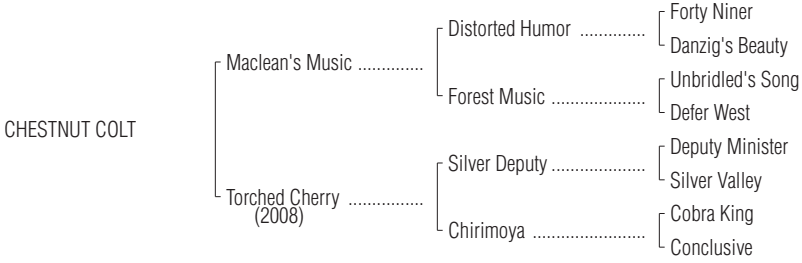 Forty Niner
Distorted Humor ..............
Danzig's Beauty
Maclean's Music ..............
Unbridled's Song
Forest Music ....................
Defer West
CHESTNUT COLT
Deputy Minister
Silver Deputy ....................
Silver Valley
Torched Cherry ................
(2008)
Cobra King
Chirimoya ........................
Conclusive